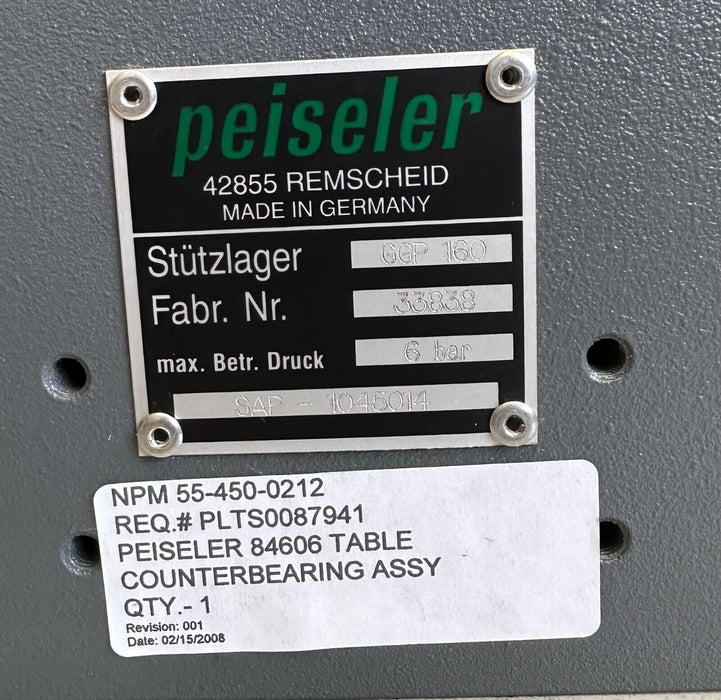 peiseler
42855 REMSCHEID
MADE IN GERMANY
Stützlager GGP 160
Fabr. Nr. 33838
max. Betr. Druck 6 bar
SAP - 1045014
NPM 55-450-0212
REQ.# PLTS0087941
PEISELER 84606 TABLE
COUNTERBEARING ASSY
QTY.- 1
Revision: 001
Date: 02/15/2008